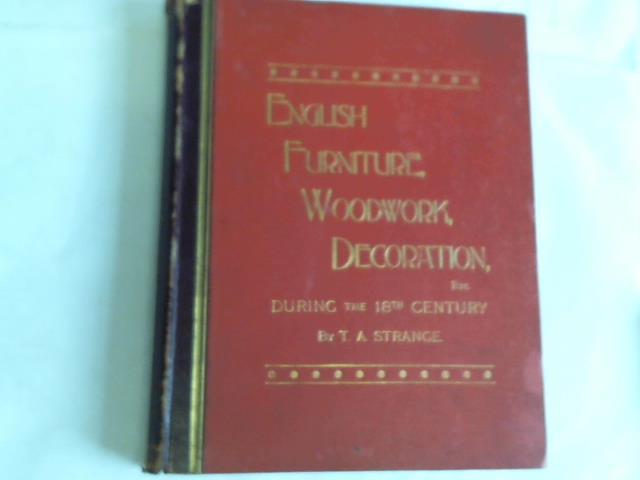 ENGLISH
FURNITURE,
WOODWORK,
DECORATION,
ETC.
DURING THE 18TH CENTURY
BY T. A. STRANGE.